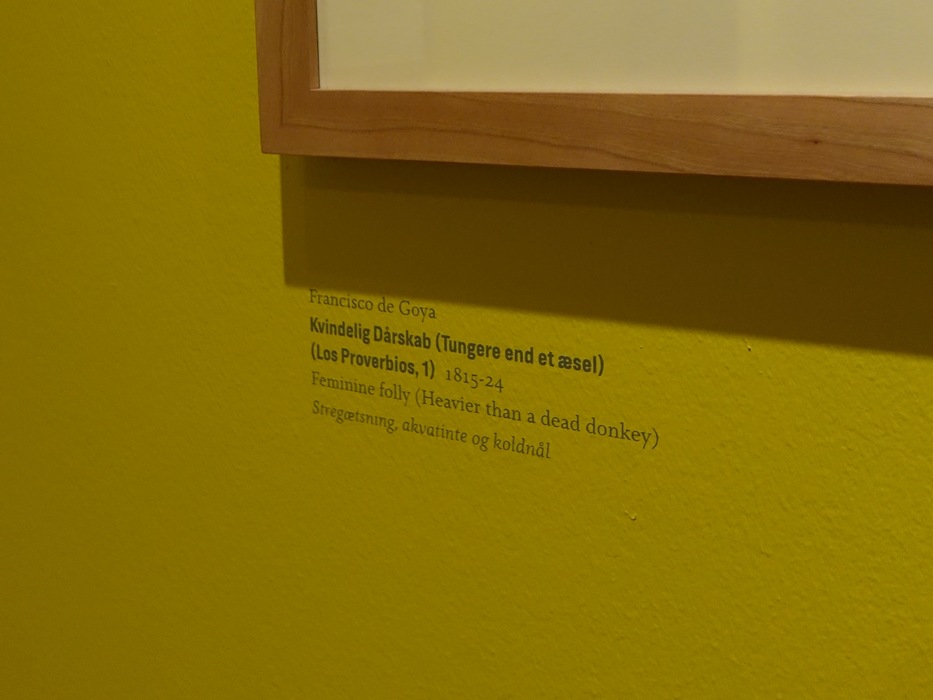 Francisco de Goya
Kvindelig Dårskab (Tungere end et æsel)
(Los Proverbios, 1) 1815-24
Feminine folly (Heavier than a dead donkey)
Stregætsning, akvatinte og koldnål